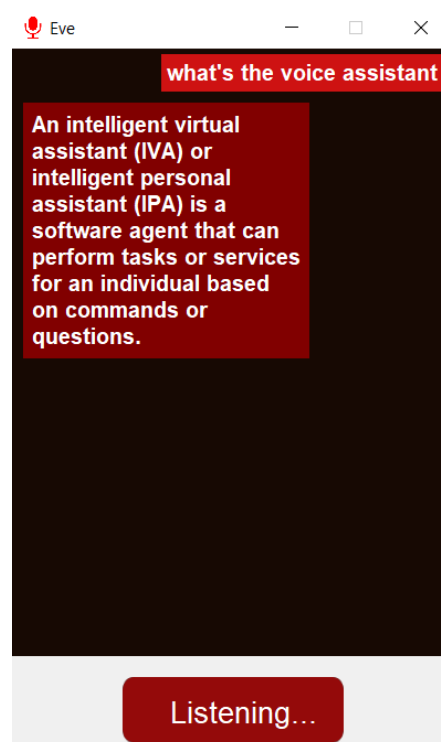 Eve
what's the voice assistant
An intelligent virtual
assistant (IVA) or
intelligent personal
assistant (IPA) is a
software agent that can
perform tasks or services
for an individual based
on commands or
questions.
Listening...